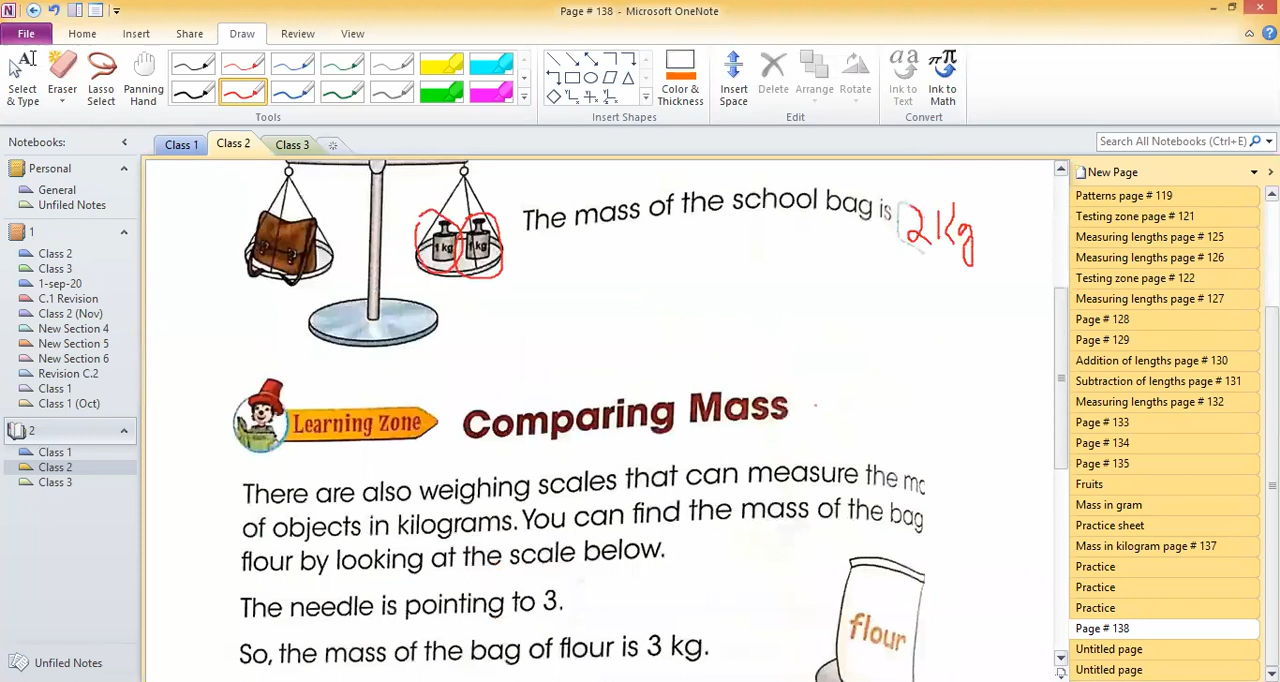 Page # 138 - Microsoft OneNote
File Home Insert Share Draw Review View
Select & Type
Eraser
Lasso Select
Panning Hand
Color & Thickness
Insert Space
Delete
Arrange
Rotate
Ink to Text
Ink to Math
Tools
Insert Shapes
Edit
Convert
Notebooks:
Personal
General
Unfiled Notes
1
Class 2
Class 3
1-sep-20
C.1 Revision
Class 2 (Nov)
New Section 4
New Section 5
New Section 6
Revision C.2
Class 1
Class 1 (Oct)
2
Class 1
Class 2
Class 3
Unfiled Notes
Class 1 Class 2 Class 3
Search All Notebooks (Ctrl+E)
1 kg 1 kg
The mass of the school bag is 2 Kg
Learning Zone
Comparing Mass
There are also weighing scales that can measure the
of objects in kilograms. You can find the mass of the bag
flour by looking at the scale below.
The needle is pointing to 3.
So, the mass of the bag of flour is 3 kg.
flour
New Page
Patterns page # 119
Testing zone page # 121
Measuring lengths page # 125
Measuring lengths page # 126
Testing zone page # 122
Measuring lengths page # 127
Page # 128
Page # 129
Addition of lengths page # 130
Subtraction of lengths page # 131
Measuring lengths page # 132
Page # 133
Page # 134
Page # 135
Fruits
Mass in gram
Practice sheet
Mass in kilogram page # 137
Practice
Practice
Practice
Page # 138
Untitled page
Untitled page